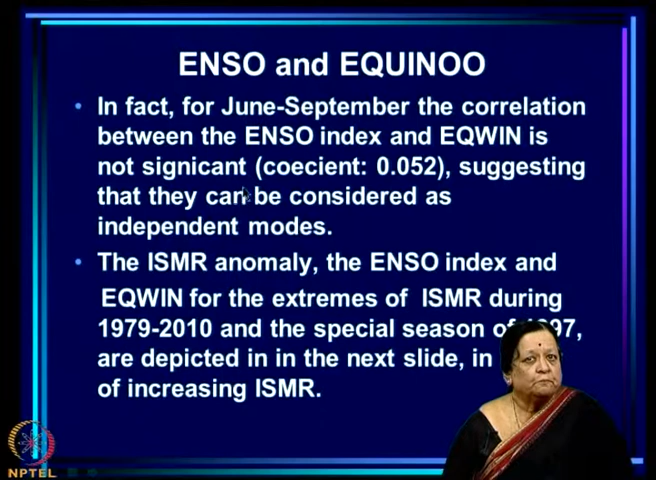 ENSO and EQUINOO
• In fact, for June-September the correlation
between the ENSO index and EQWIN is
not signicant (coecient: 0.052), suggesting
that they can be considered as
independent modes.
• The ISMR anomaly, the ENSO index and
EQWIN for the extremes of ISMR during
1979-2010 and the special season of 1997,
are depicted in in the next slide, in
of increasing ISMR.
NPTEL